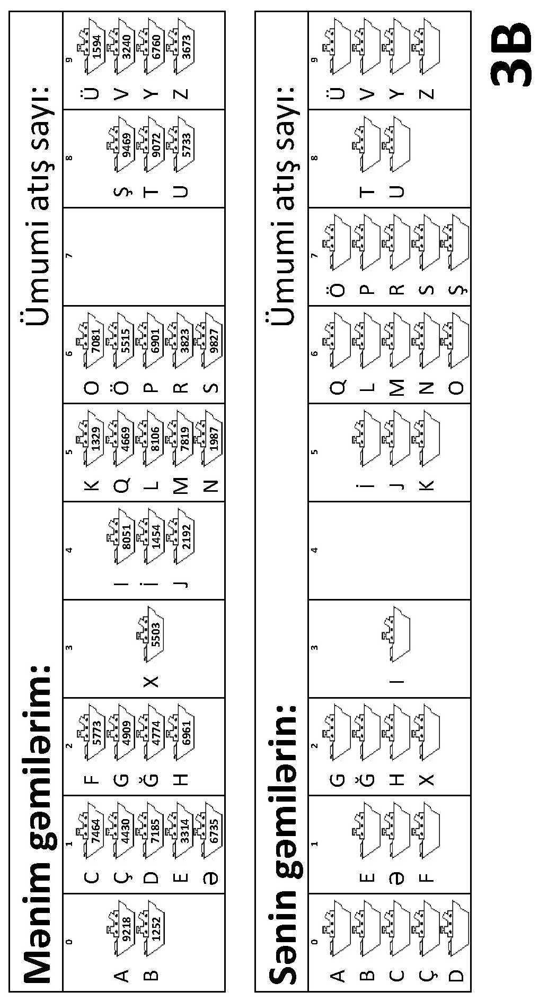 Mənim gəmilərim: Ümumi atış sayı:
0 1 2 3 4 5 6 7 8 9
A 9218
B 1252
C 7464
Ç 4430
D 7185
E 3314
Ə 6735
F 5773
G 4909
Ğ 4774
H 6961
X 5503
I 8051
İ 1454
J 2192
K 1329
Q 4669
L 8106
M 7819
N 1987
O 7081
Ö 5515
P 6901
R 3823
S 9827
Ş 9469
T 9072
U 5733
Ü 1594
V 3240
Y 6760
Z 3673
Sənin gəmilərin: Ümumi atış sayı:
0 1 2 3 4 5 6 7 8 9
A
B
C
Ç
D
E
Ə
F
G
Ğ
H
X
I
İ
J
K
Q
L
M
N
O
Ö
P
R
S
Ş
T
U
Ü
V
Y
Z
3B